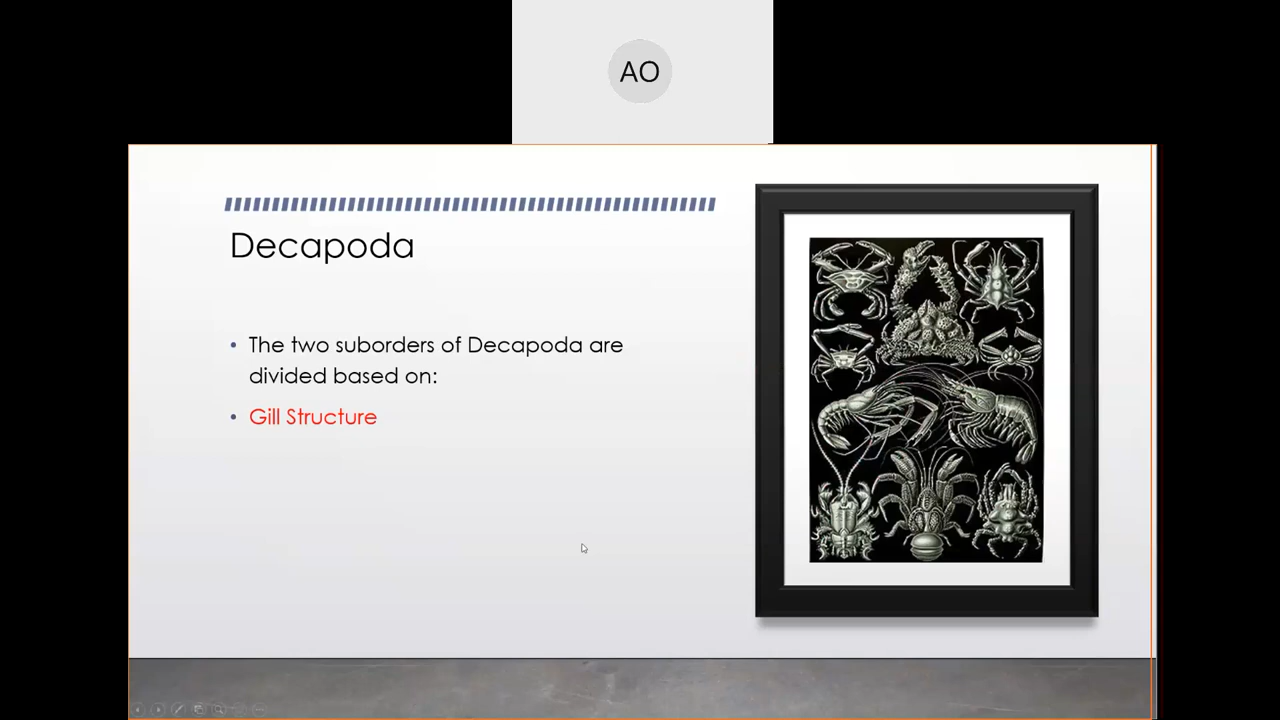 AO
Decapoda
• The two suborders of Decapoda are
divided based on:
• Gill Structure